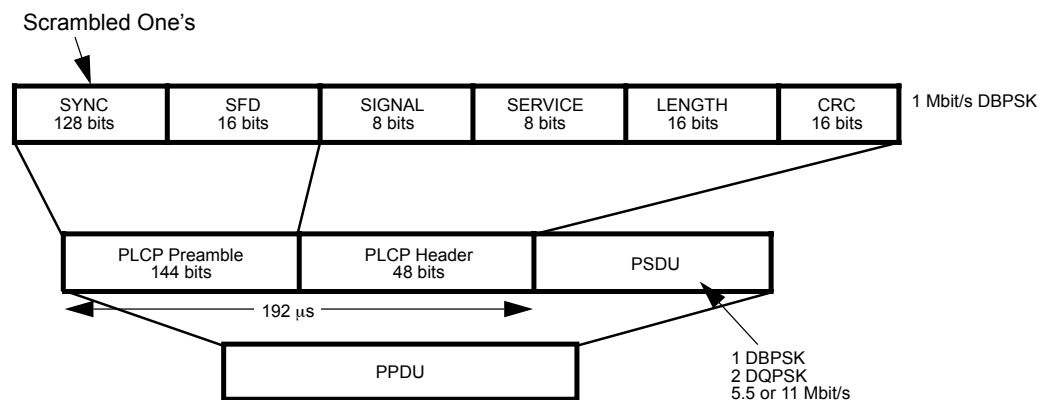 Scrambled One's
SYNC
128 bits
SFD
16 bits
SIGNAL
8 bits
SERVICE
8 bits
LENGTH
16 bits
CRC
16 bits
1 Mbit/s DBPSK
PLCP Preamble
144 bits
PLCP Header
48 bits
PSDU
192 μs
1 DBPSK
2 DQPSK
5.5 or 11 Mbit/s
PPDU